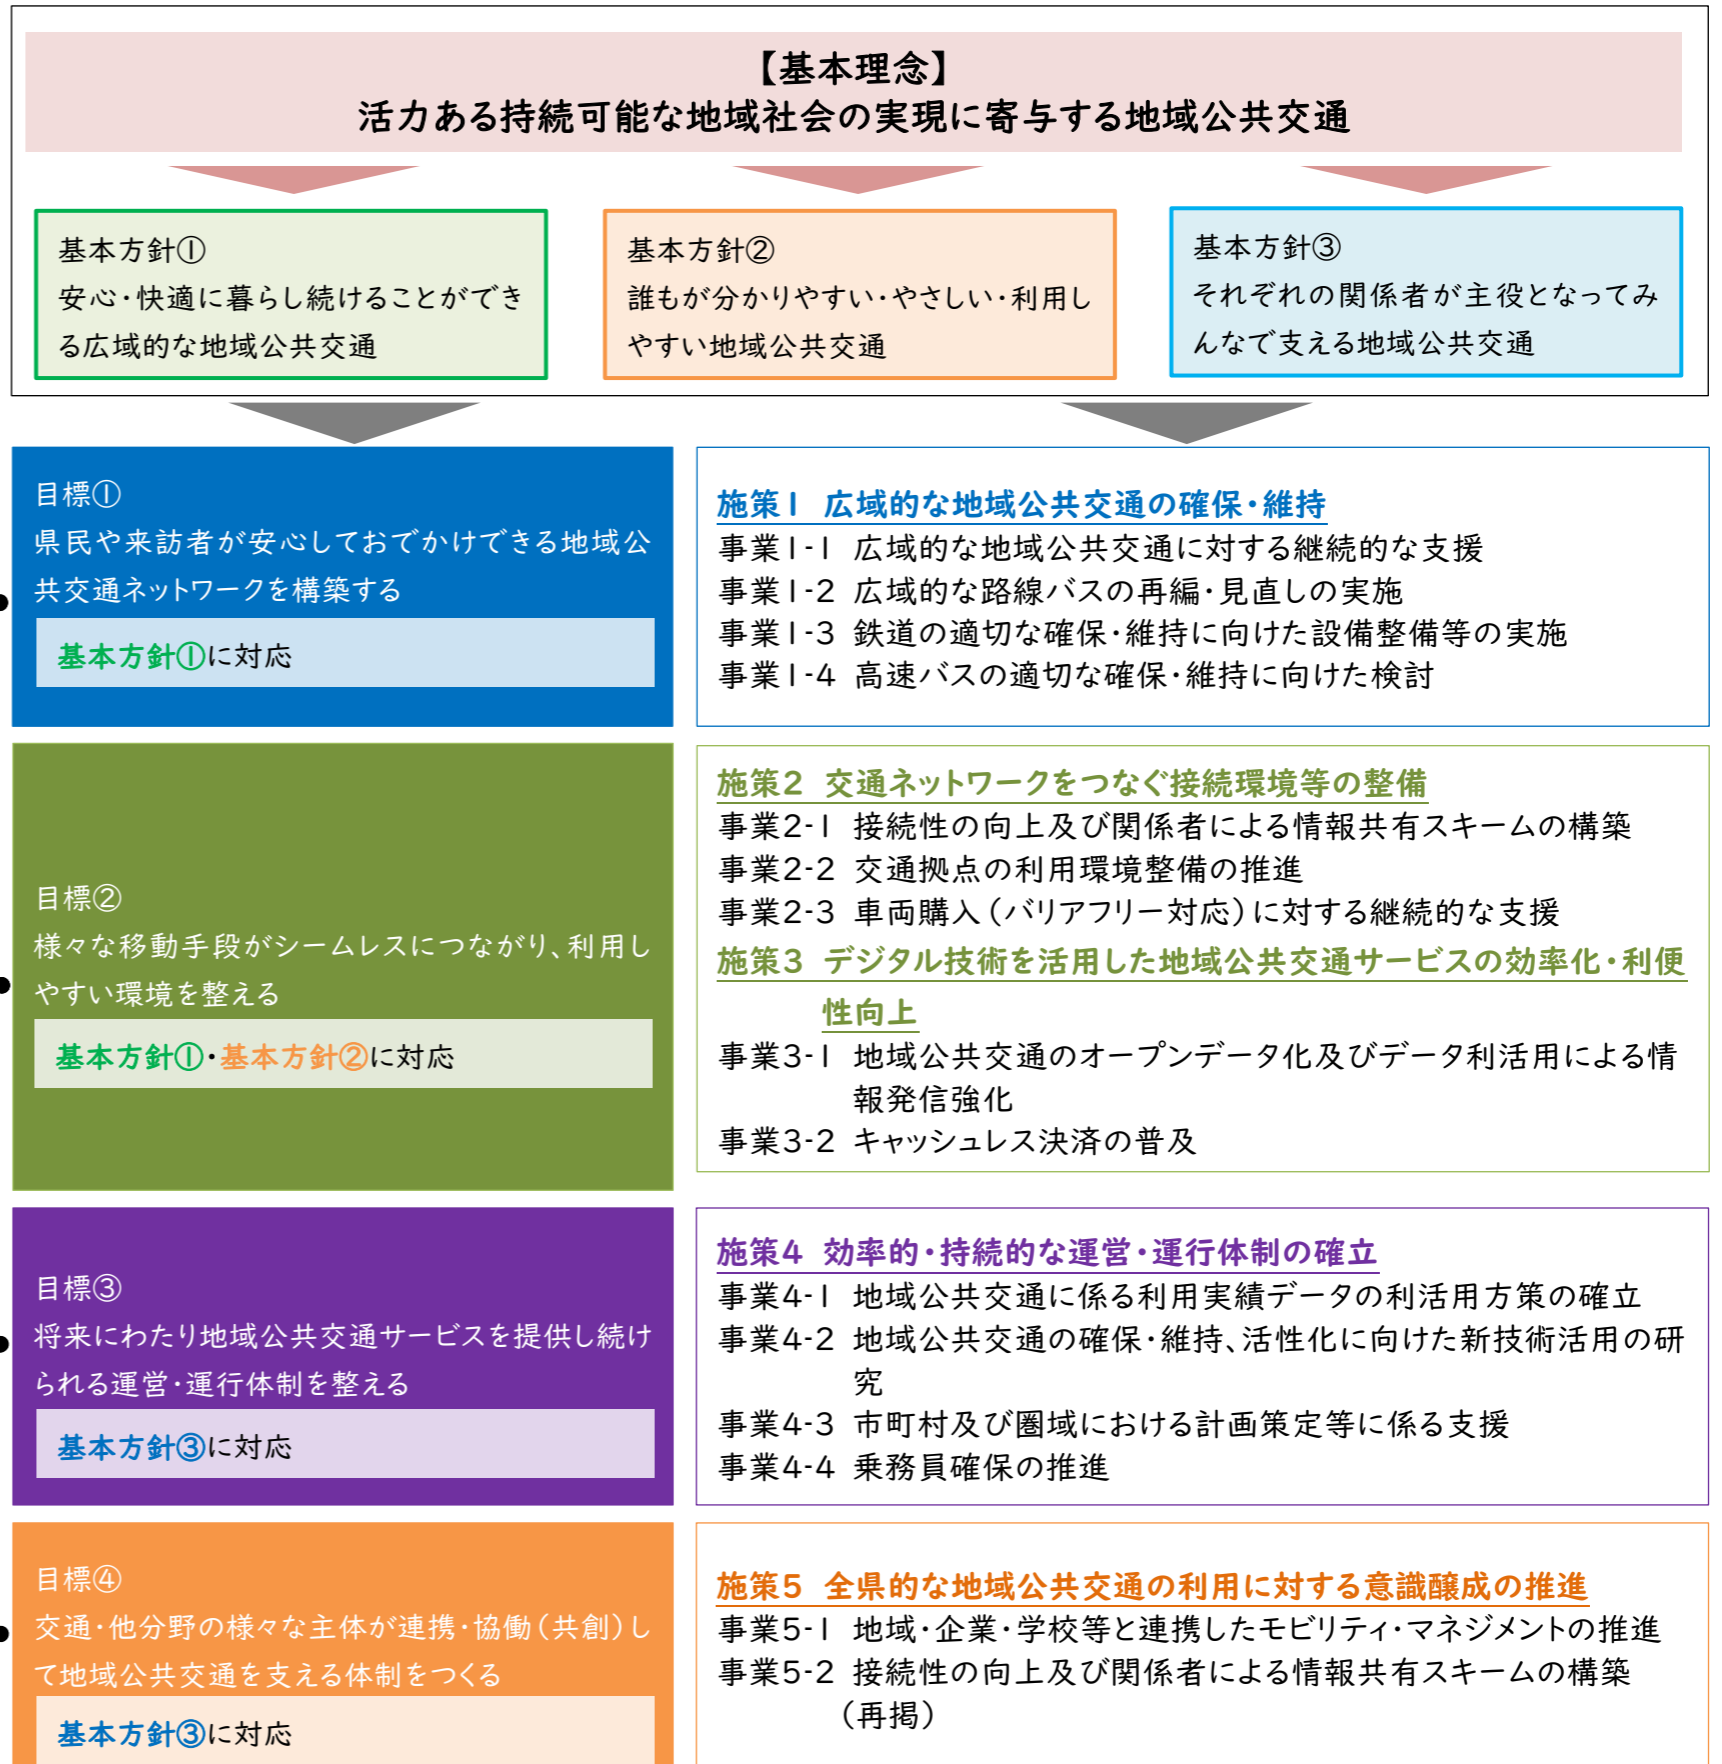 【基本理念】
活力ある持続可能な地域社会の実現に寄与する地域公共交通
基本方針①
安心・快適に暮らし続けることができ
る広域的な地域公共交通
基本方針②
誰もが分かりやすい・やさしい・利用し
やすい地域公共交通
基本方針③
それぞれの関係者が主役となってみ
んなで支える地域公共交通
目標①
県民や来訪者が安心しておでかけできる地域公
共交通ネットワークを構築する
基本方針①に対応
施策1 広域的な地域公共交通の確保・維持
事業1-1 広域的な地域公共交通に対する継続的な支援
事業1-2 広域的な路線バスの再編・見直しの実施
事業1-3 鉄道の適切な確保・維持に向けた設備整備等の実施
事業1-4 高速バスの適切な確保・維持に向けた検討
目標②
様々な移動手段がシームレスにつながり、利用し
やすい環境を整える
基本方針①・基本方針②に対応
施策2 交通ネットワークをつなぐ接続環境等の整備
事業2-1 接続性の向上及び関係者による情報共有スキームの構築
事業2-2 交通拠点の利用環境整備の推進
事業2-3 車両購入(バリアフリー対応)に対する継続的な支援
施策3 デジタル技術を活用した地域公共交通サービスの効率化・利便
性向上
事業3-1 地域公共交通のオープンデータ化及びデータ利活用による情
報発信強化
事業3-2 キャッシュレス決済の普及
目標③
将来にわたり地域公共交通サービスを提供し続け
られる運営・運行体制を整える
基本方針③に対応
施策4 効率的・持続的な運営・運行体制の確立
事業4-1 地域公共交通に係る利用実績データの利活用方策の確立
事業4-2 地域公共交通の確保・維持、活性化に向けた新技術活用の研
究
事業4-3 市町村及び圏域における計画策定等に係る支援
事業4-4 乗務員確保の推進
目標④
交通・他分野の様々な主体が連携・協働(共創)し
て地域公共交通を支える体制をつくる
基本方針③に対応
施策5 全県的な地域公共交通の利用に対する意識醸成の推進
事業5-1 地域・企業・学校等と連携したモビリティ・マネジメントの推進
事業5-2 接続性の向上及び関係者による情報共有スキームの構築
(再掲)